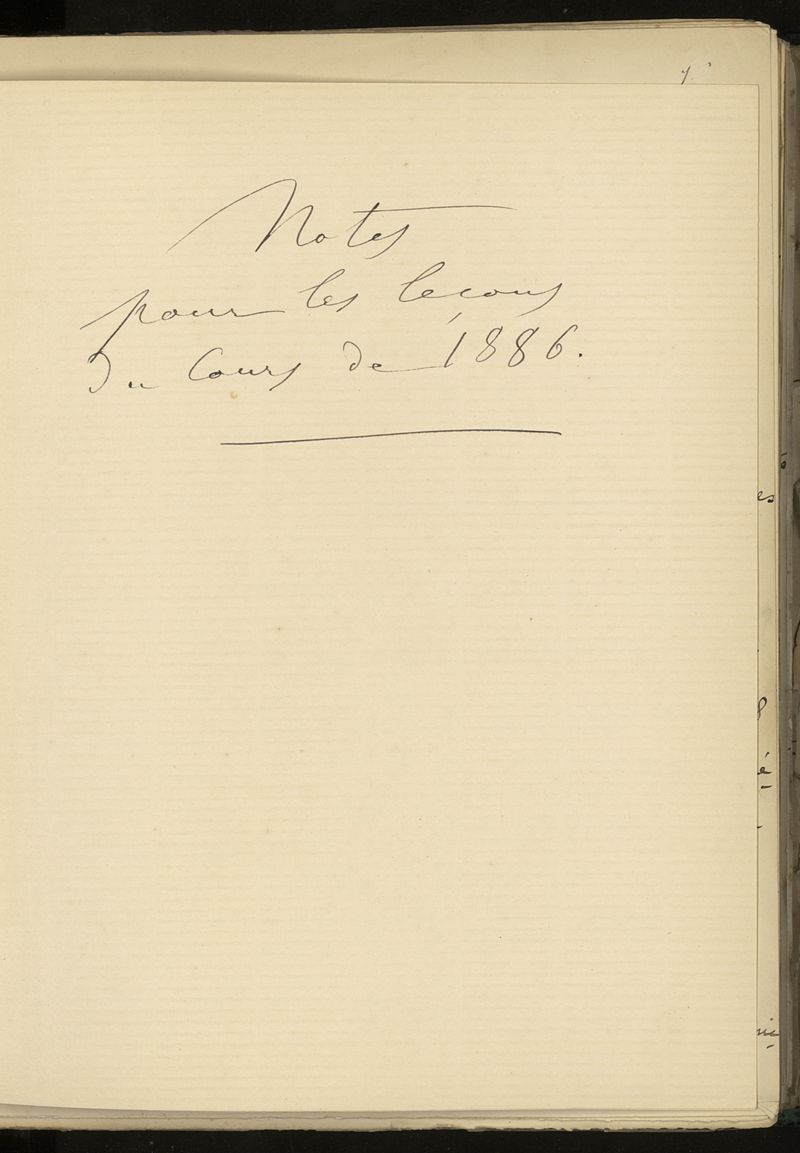 Notes
pour les leçons
du Cours de 1886.